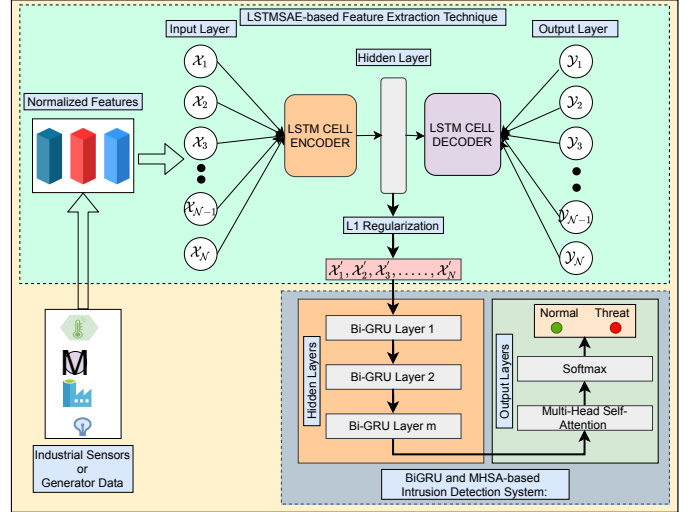 LSTMSAE-based Feature Extraction Technique
Input Layer
Output Layer
Hidden Layer
Normalized Features
𝒳1
𝒳2
𝒳3
𝒳𝒩−1
𝒳𝒩
LSTM CELL
ENCODER
LSTM CELL
DECODER
𝒴1
𝒴2
𝒴3
𝒴𝒩−1
𝒴𝒩
L1 Regularization
𝒳′1, 𝒳′2, 𝒳′3, ....., 𝒳′N
M
Industrial Sensors
or
Generator Data
Hidden Layers
Bi-GRU Layer 1
Bi-GRU Layer 2
Bi-GRU Layer m
Output Layers
Normal Threat
Softmax
Multi-Head Self-
Attention
BiGRU and MHSA-based
Intrusion Detection System: